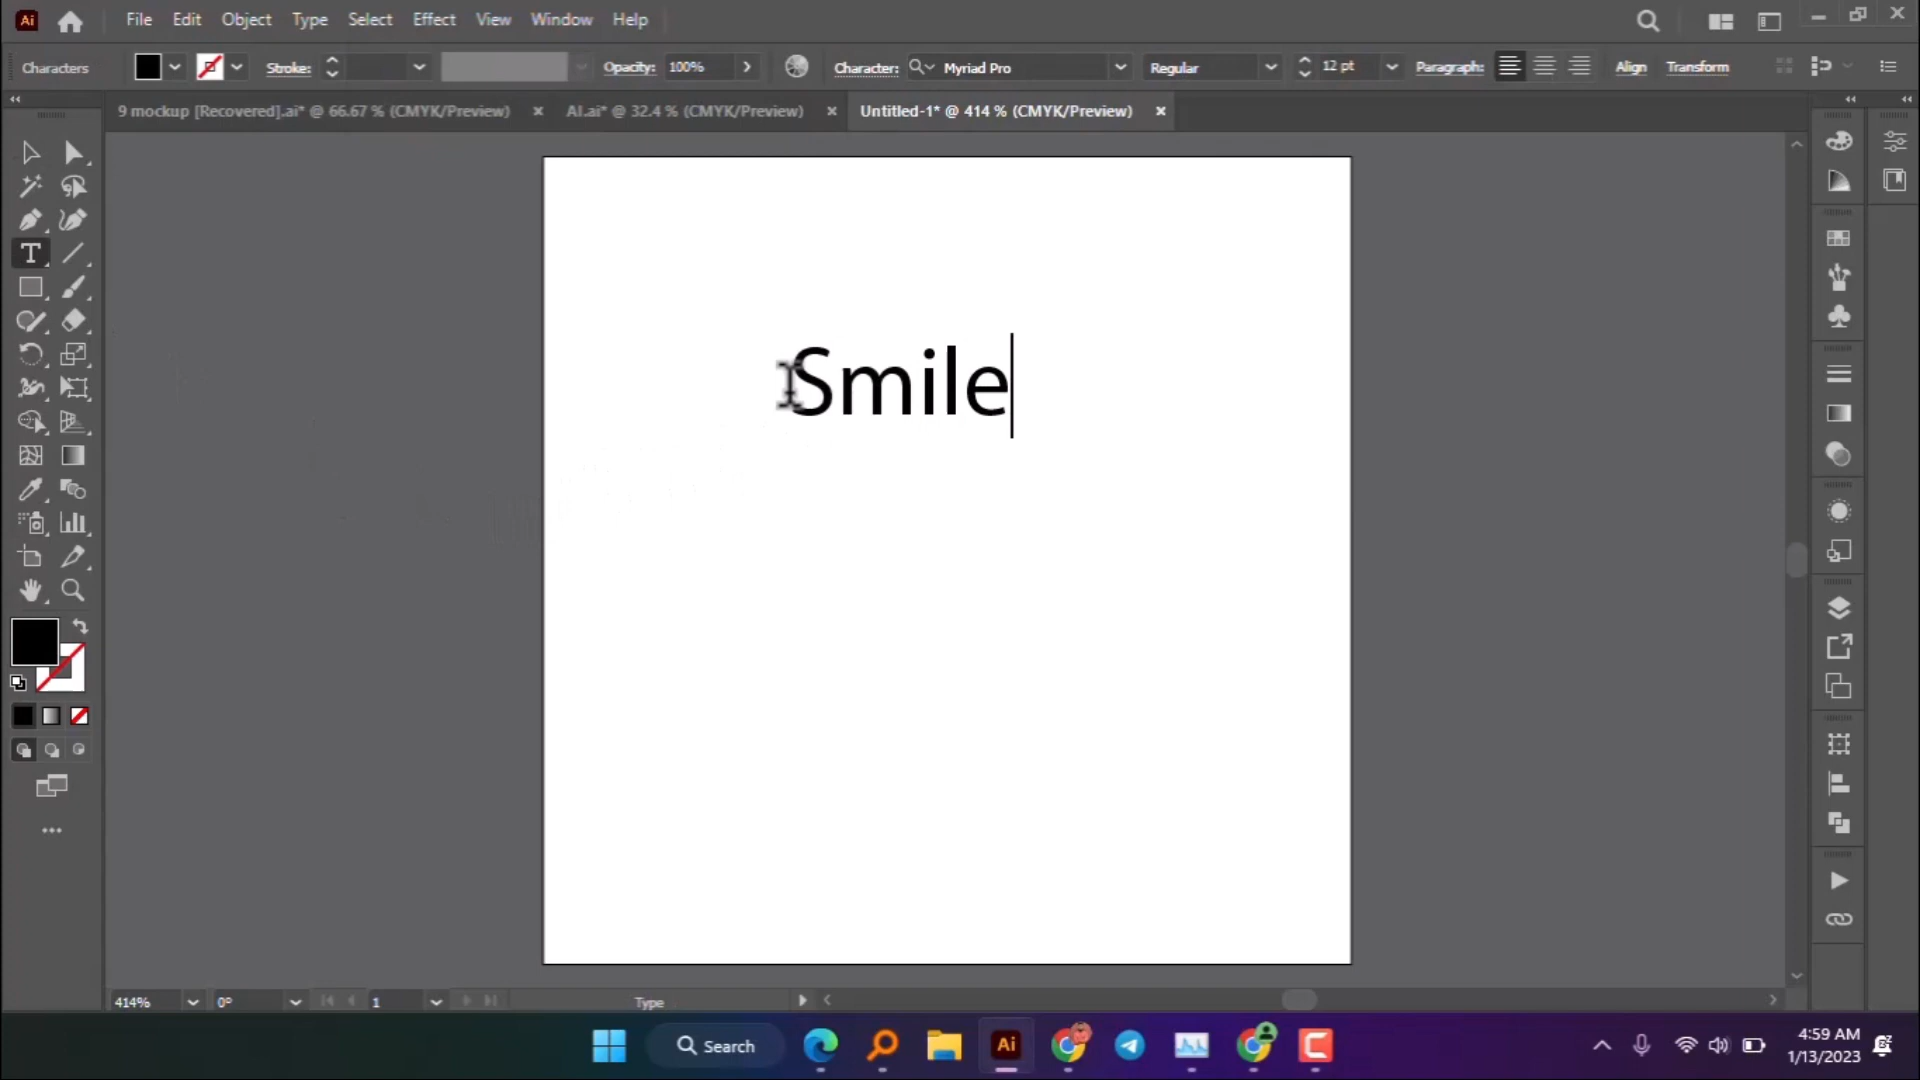 Ai File Edit Object Type Select Effect View Window Help
Characters Stroke: Opacity: 100% Character: Myriad Pro Regular 12 pt Paragraph: Align Transform
9 mockup [Recovered].ai* @ 66.67 % (CMYK/Preview) × AI.ai* @ 32.4 % (CMYK/Preview) × Untitled-1* @ 414 % (CMYK/Preview) ×
Smile
414% 0° 1 Type
Search Ai 4:59 AM
1/13/2023